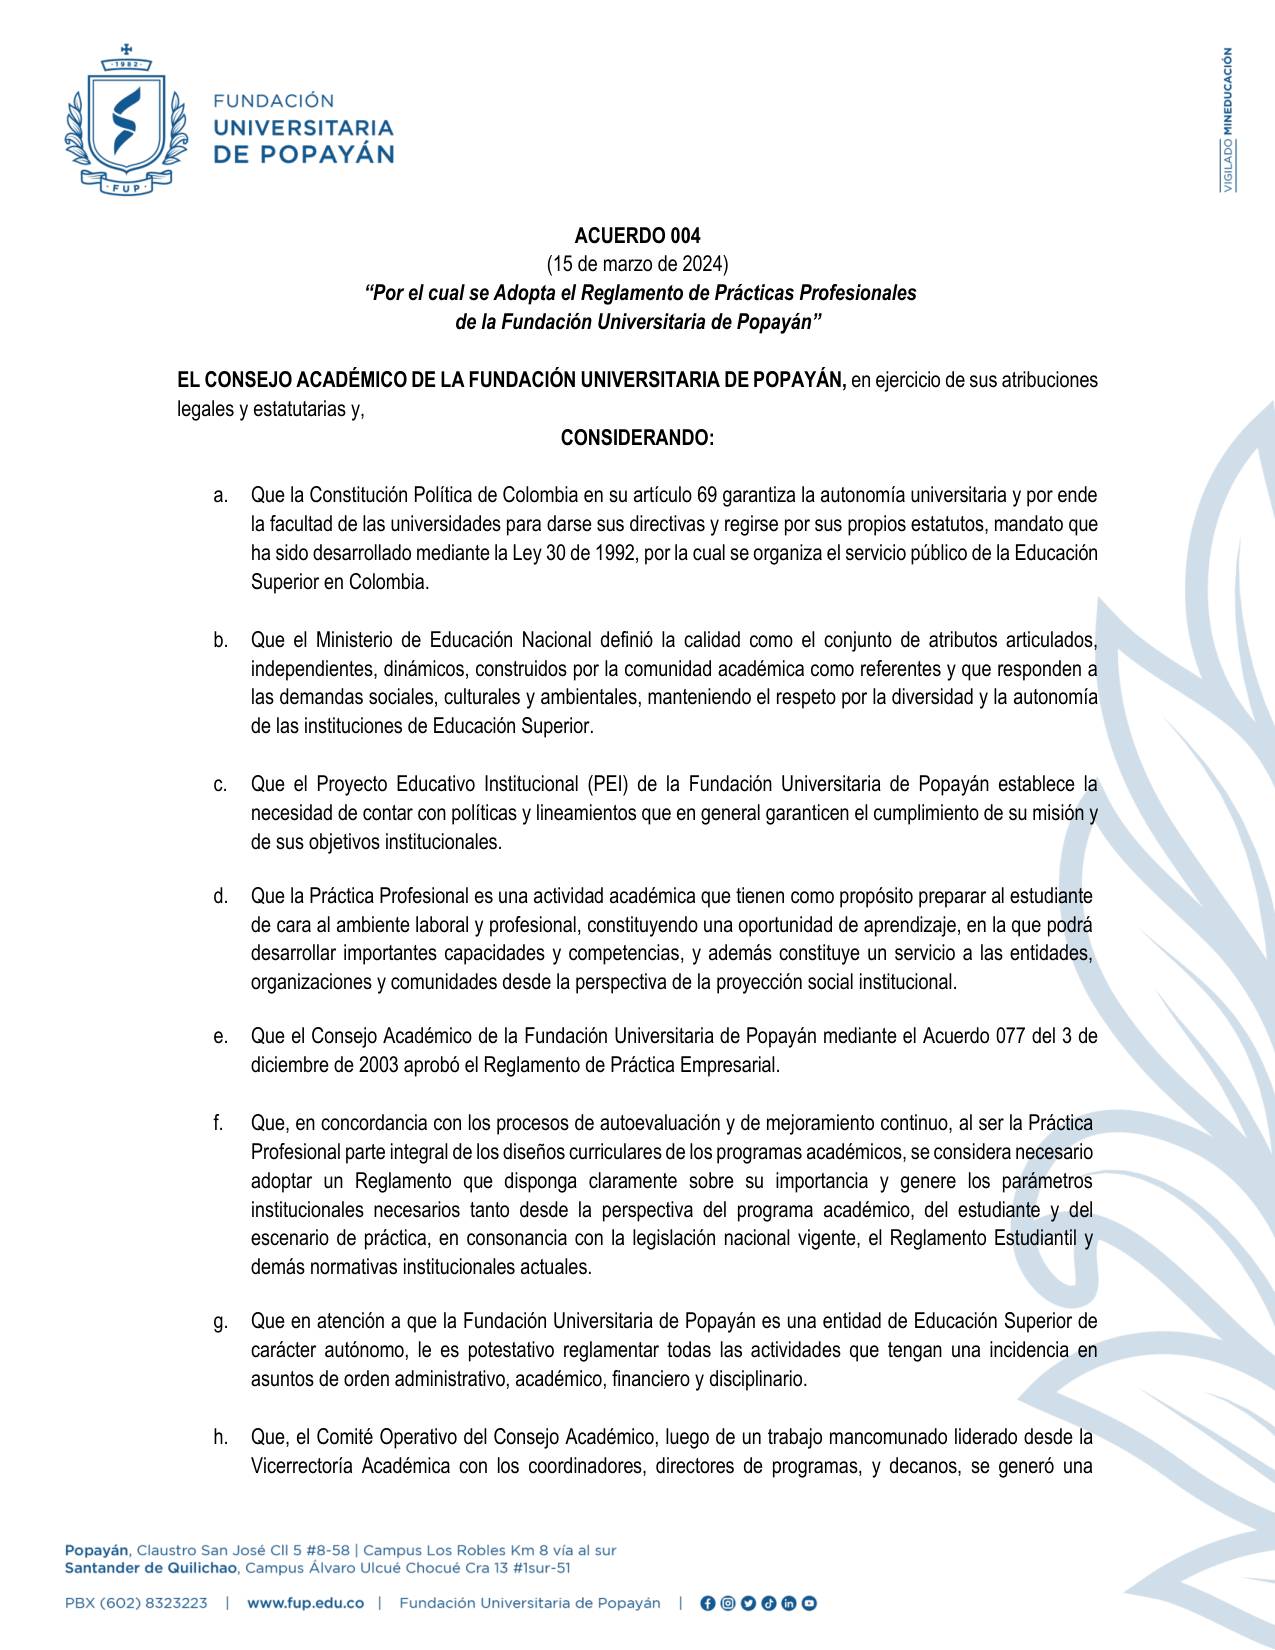 1982
FUP
FUNDACIÓN
UNIVERSITARIA
DE POPAYÁN
VIGILADO MINEDUCACIÓN
ACUERDO 004
(15 de marzo de 2024)
“Por el cual se Adopta el Reglamento de Prácticas Profesionales
de la Fundación Universitaria de Popayán”
EL CONSEJO ACADÉMICO DE LA FUNDACIÓN UNIVERSITARIA DE POPAYÁN, en ejercicio de sus atribuciones
legales y estatutarias y,
CONSIDERANDO:
a. Que la Constitución Política de Colombia en su artículo 69 garantiza la autonomía universitaria y por ende
la facultad de las universidades para darse sus directivas y regirse por sus propios estatutos, mandato que
ha sido desarrollado mediante la Ley 30 de 1992, por la cual se organiza el servicio público de la Educación
Superior en Colombia.
b. Que el Ministerio de Educación Nacional definió la calidad como el conjunto de atributos articulados,
independientes, dinámicos, construidos por la comunidad académica como referentes y que responden a
las demandas sociales, culturales y ambientales, manteniendo el respeto por la diversidad y la autonomía
de las instituciones de Educación Superior.
c. Que el Proyecto Educativo Institucional (PEI) de la Fundación Universitaria de Popayán establece la
necesidad de contar con políticas y lineamientos que en general garanticen el cumplimiento de su misión y
de sus objetivos institucionales.
d. Que la Práctica Profesional es una actividad académica que tienen como propósito preparar al estudiante
de cara al ambiente laboral y profesional, constituyendo una oportunidad de aprendizaje, en la que podrá
desarrollar importantes capacidades y competencias, y además constituye un servicio a las entidades,
organizaciones y comunidades desde la perspectiva de la proyección social institucional.
e. Que el Consejo Académico de la Fundación Universitaria de Popayán mediante el Acuerdo 077 del 3 de
diciembre de 2003 aprobó el Reglamento de Práctica Empresarial.
f. Que, en concordancia con los procesos de autoevaluación y de mejoramiento continuo, al ser la Práctica
Profesional parte integral de los diseños curriculares de los programas académicos, se considera necesario
adoptar un Reglamento que disponga claramente sobre su importancia y genere los parámetros
institucionales necesarios tanto desde la perspectiva del programa académico, del estudiante y del
escenario de práctica, en consonancia con la legislación nacional vigente, el Reglamento Estudiantil y
demás normativas institucionales actuales.
g. Que en atención a que la Fundación Universitaria de Popayán es una entidad de Educación Superior de
carácter autónomo, le es potestativo reglamentar todas las actividades que tengan una incidencia en
asuntos de orden administrativo, académico, financiero y disciplinario.
h. Que, el Comité Operativo del Consejo Académico, luego de un trabajo mancomunado liderado desde la
Vicerrectoría Académica con los coordinadores, directores de programas, y decanos, se generó una
Popayán, Claustro San José Cll 5 #8-58 | Campus Los Robles Km 8 vía al sur
Santander de Quilichao, Campus Álvaro Ulcué Chocué Cra 13 #1sur-51
PBX (602) 8323223 | www.fup.edu.co | Fundación Universitaria de Popayán |